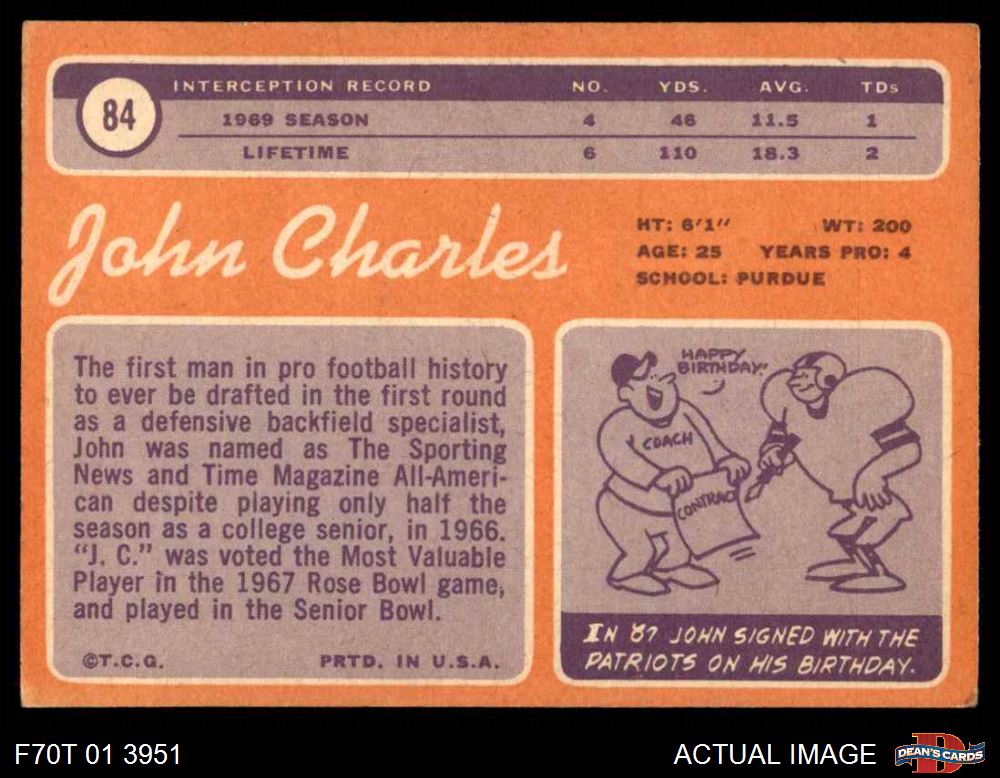 84
INTERCEPTION RECORD NO. YDS. AVG. TDs
1969 SEASON 4 46 11.5 1
LIFETIME 6 110 18.3 2
John Charles
HT: 6'1" WT: 200
AGE: 25 YEARS PRO: 4
SCHOOL: PURDUE
The first man in pro football history
to ever be drafted in the first round
as a defensive backfield specialist,
John was named as The Sporting
News and Time Magazine All-Ameri-
can despite playing only half the
season as a college senior, in 1966.
"J. C." was voted the Most Valuable
Player in the 1967 Rose Bowl game,
and played in the Senior Bowl.
©T.C.G. PRTD. IN U.S.A.
HAPPY
BIRTHDAY!
COACH
CONTRACT
IN '67 JOHN SIGNED WITH THE
PATRIOTS ON HIS BIRTHDAY.
F70T 01 3951 ACTUAL IMAGE
D
DEAN'S CARDS